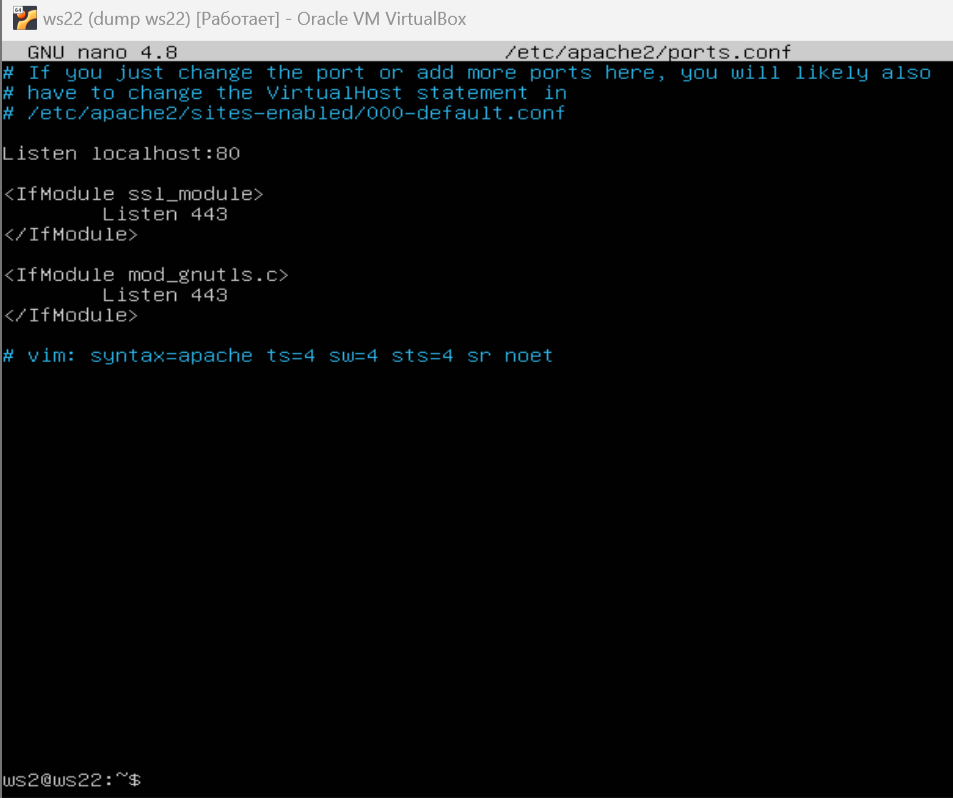 64
ws22 (dump ws22) [Работает] - Oracle VM VirtualBox
GNU nano 4.8 /etc/apache2/ports.conf
# If you just change the port or add more ports here, you will likely also
# have to change the VirtualHost statement in
# /etc/apache2/sites-enabled/000-default.conf
Listen localhost:80
<IfModule ssl_module>
Listen 443
</IfModule>
<IfModule mod_gnutls.c>
Listen 443
</IfModule>
# vim: syntax=apache ts=4 sw=4 sts=4 sr noet
ws2@ws22:~$